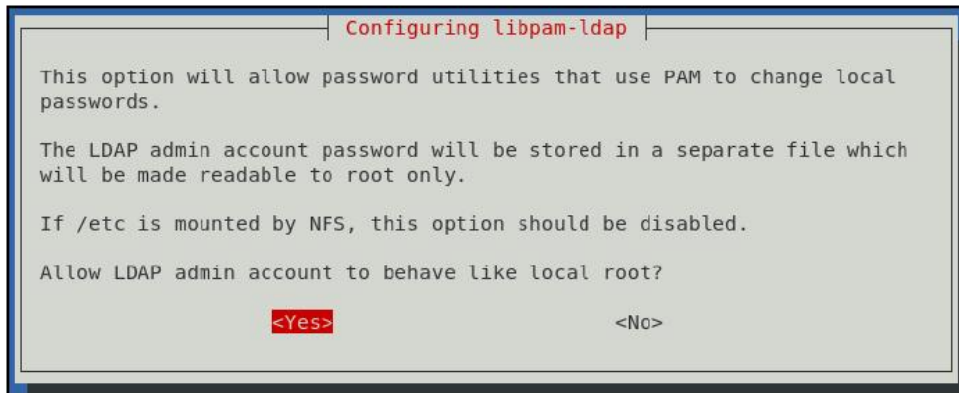 Configuring libpam-ldap
This option will allow password utilities that use PAM to change local
passwords.
The LDAP admin account password will be stored in a separate file which
will be made readable to root only.
If /etc is mounted by NFS, this option should be disabled.
Allow LDAP admin account to behave like local root?
<Yes> <No>